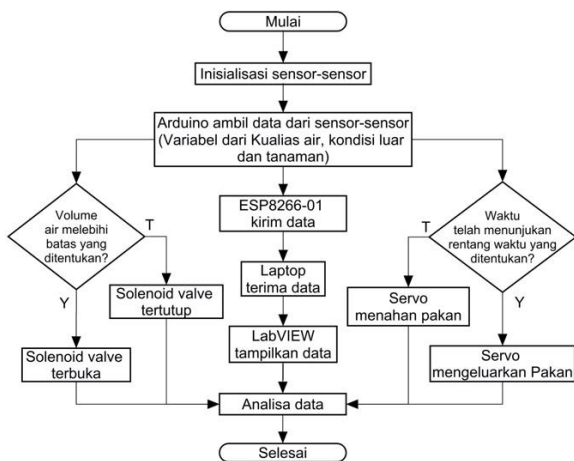 Mulai
Inisialisasi sensor-sensor
Arduino ambil data dari sensor-sensor
(Variabel dari Kualias air, kondisi luar
dan tanaman)
Volume
air melebihi
batas yang
ditentukan?
T
Y
Solenoid valve
tertutup
Solenoid valve
terbuka
ESP8266-01
kirim data
Laptop
terima data
LabVIEW
tampilkan data
Waktu
telah menunjukan
rentang waktu yang
ditentukan?
T
Y
Servo
menahan pakan
Servo
mengeluarkan Pakan
Analisa data
Selesai